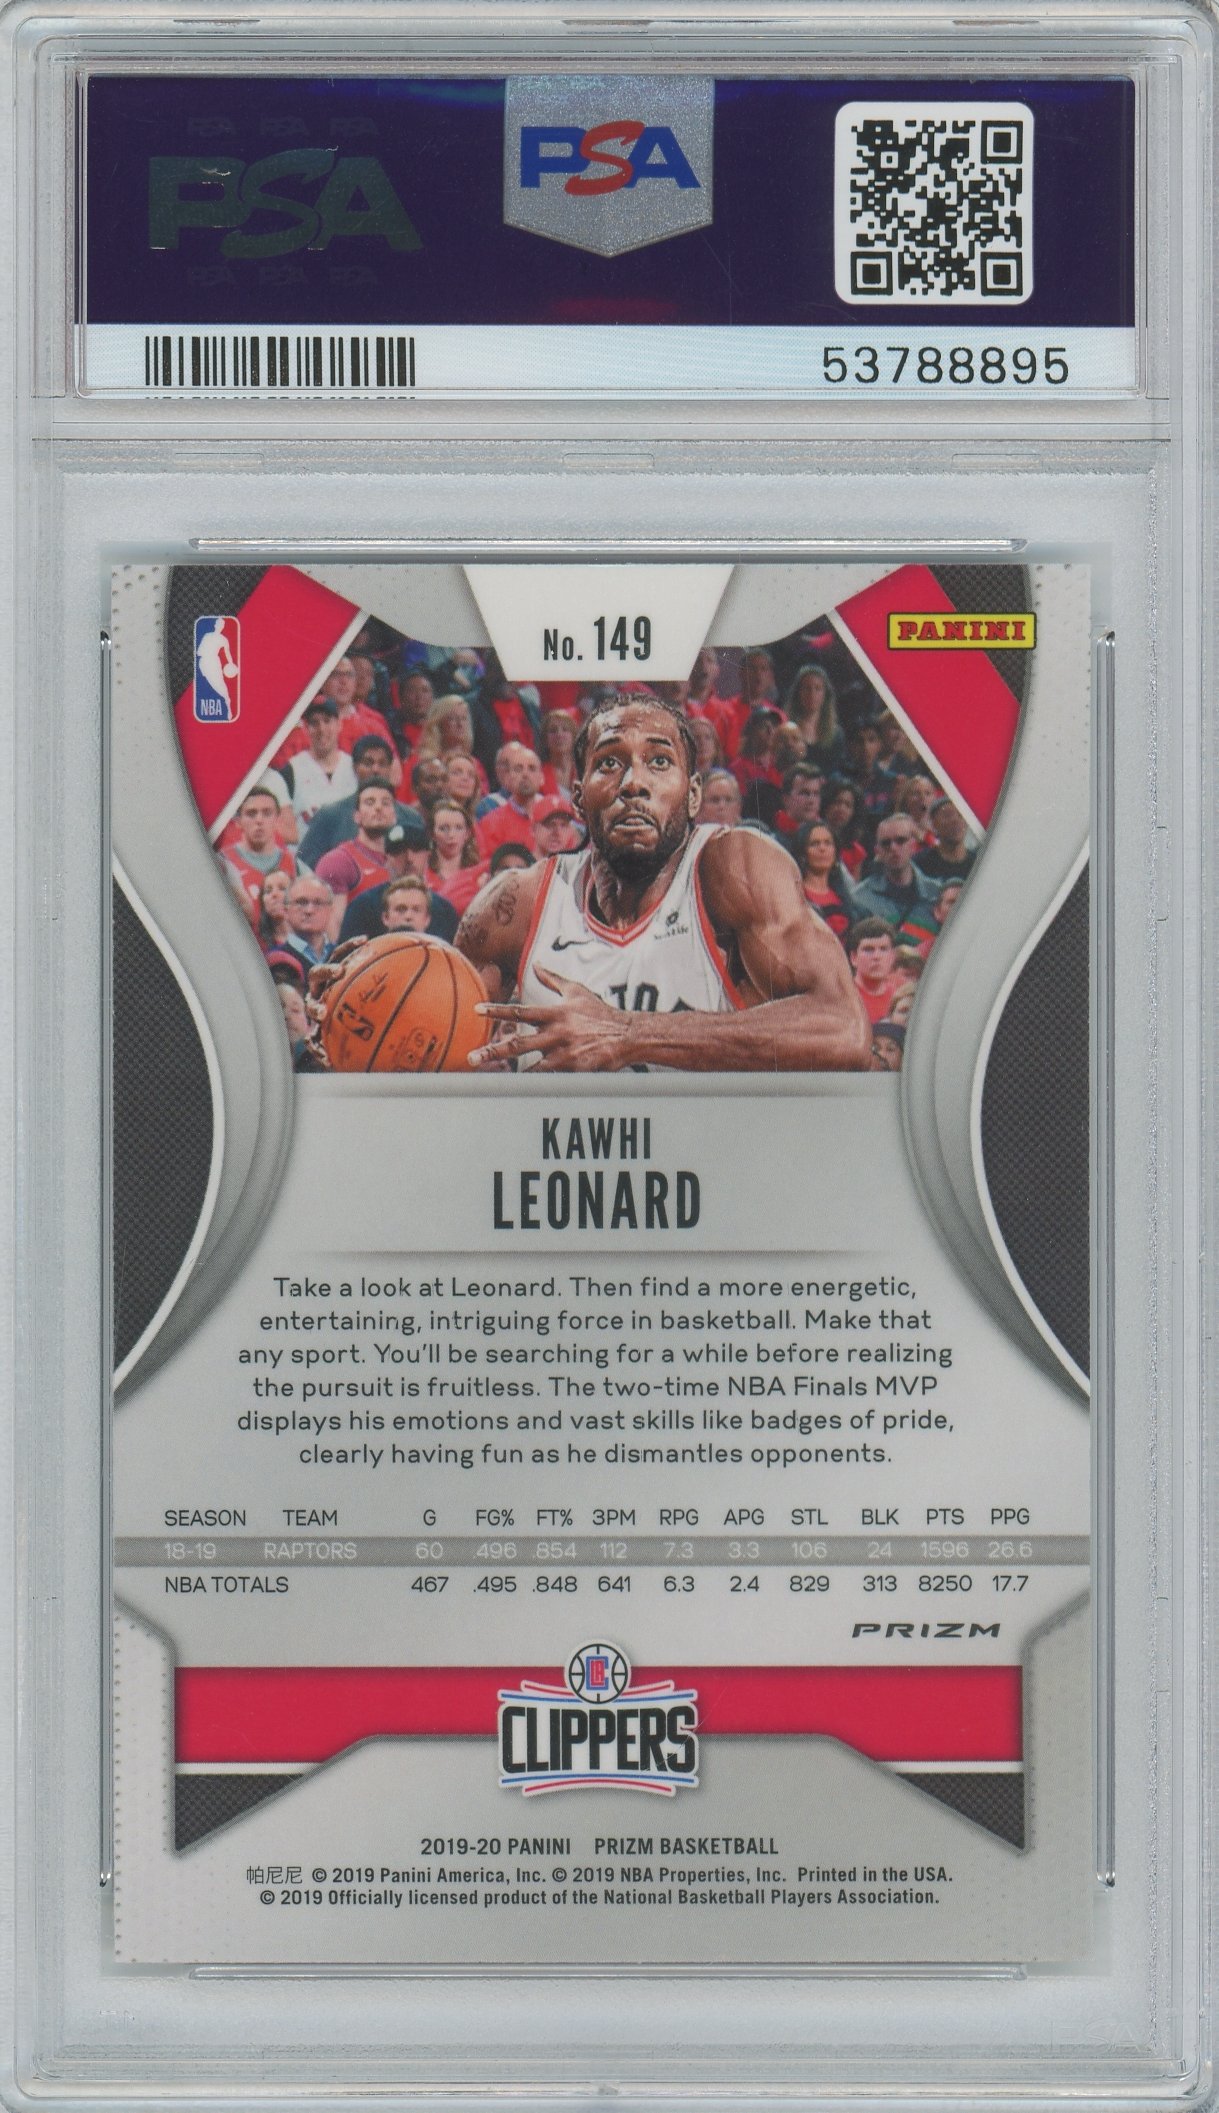 PSA
PSA
53788895
No. 149
NBA
PANINI
KAWHI
LEONARD
Take a look at Leonard. Then find a more energetic,
entertaining, intriguing force in basketball. Make that
any sport. You'll be searching for a while before realizing
the pursuit is fruitless. The two-time NBA Finals MVP
displays his emotions and vast skills like badges of pride,
clearly having fun as he dismantles opponents.
SEASON TEAM G FG% FT% 3PM RPG APG STL BLK PTS PPG
18-19 RAPTORS 60 .496 .854 112 7.3 3.3 106 24 1596 26.6
NBA TOTALS 467 .495 .848 641 6.3 2.4 829 313 8250 17.7
PRIZM
CLIPPERS
2019-20 PANINI PRIZM BASKETBALL
帕尼尼 © 2019 Panini America, Inc. © 2019 NBA Properties, Inc. Printed in the USA.
© 2019 Officially licensed product of the National Basketball Players Association.